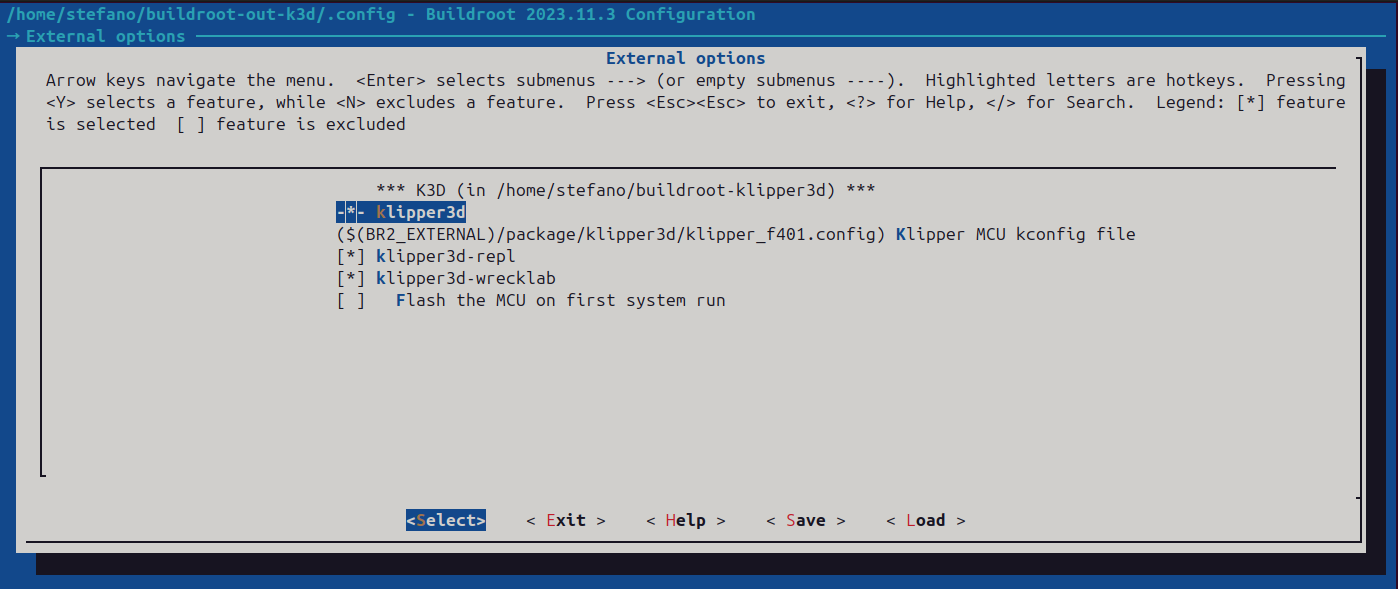 /home/stefano/buildroot-out-k3d/.config - Buildroot 2023.11.3 Configuration
→ External options
External options
Arrow keys navigate the menu.  <Enter> selects submenus ---> (or empty submenus ----).  Highlighted letters are hotkeys.  Pressing
<Y> selects a feature, while <N> excludes a feature.  Press <Esc><Esc> to exit, <?> for Help, </> for Search.  Legend: [*] feature
is selected  [ ] feature is excluded
*** K3D (in /home/stefano/buildroot-klipper3d) ***
-*- klipper3d
($(BR2_EXTERNAL)/package/klipper3d/klipper_f401.config) Klipper MCU kconfig file
[*] klipper3d-repl
[*] klipper3d-wrecklab
[ ]   Flash the MCU on first system run
<Select>    < Exit >    < Help >    < Save >    < Load >